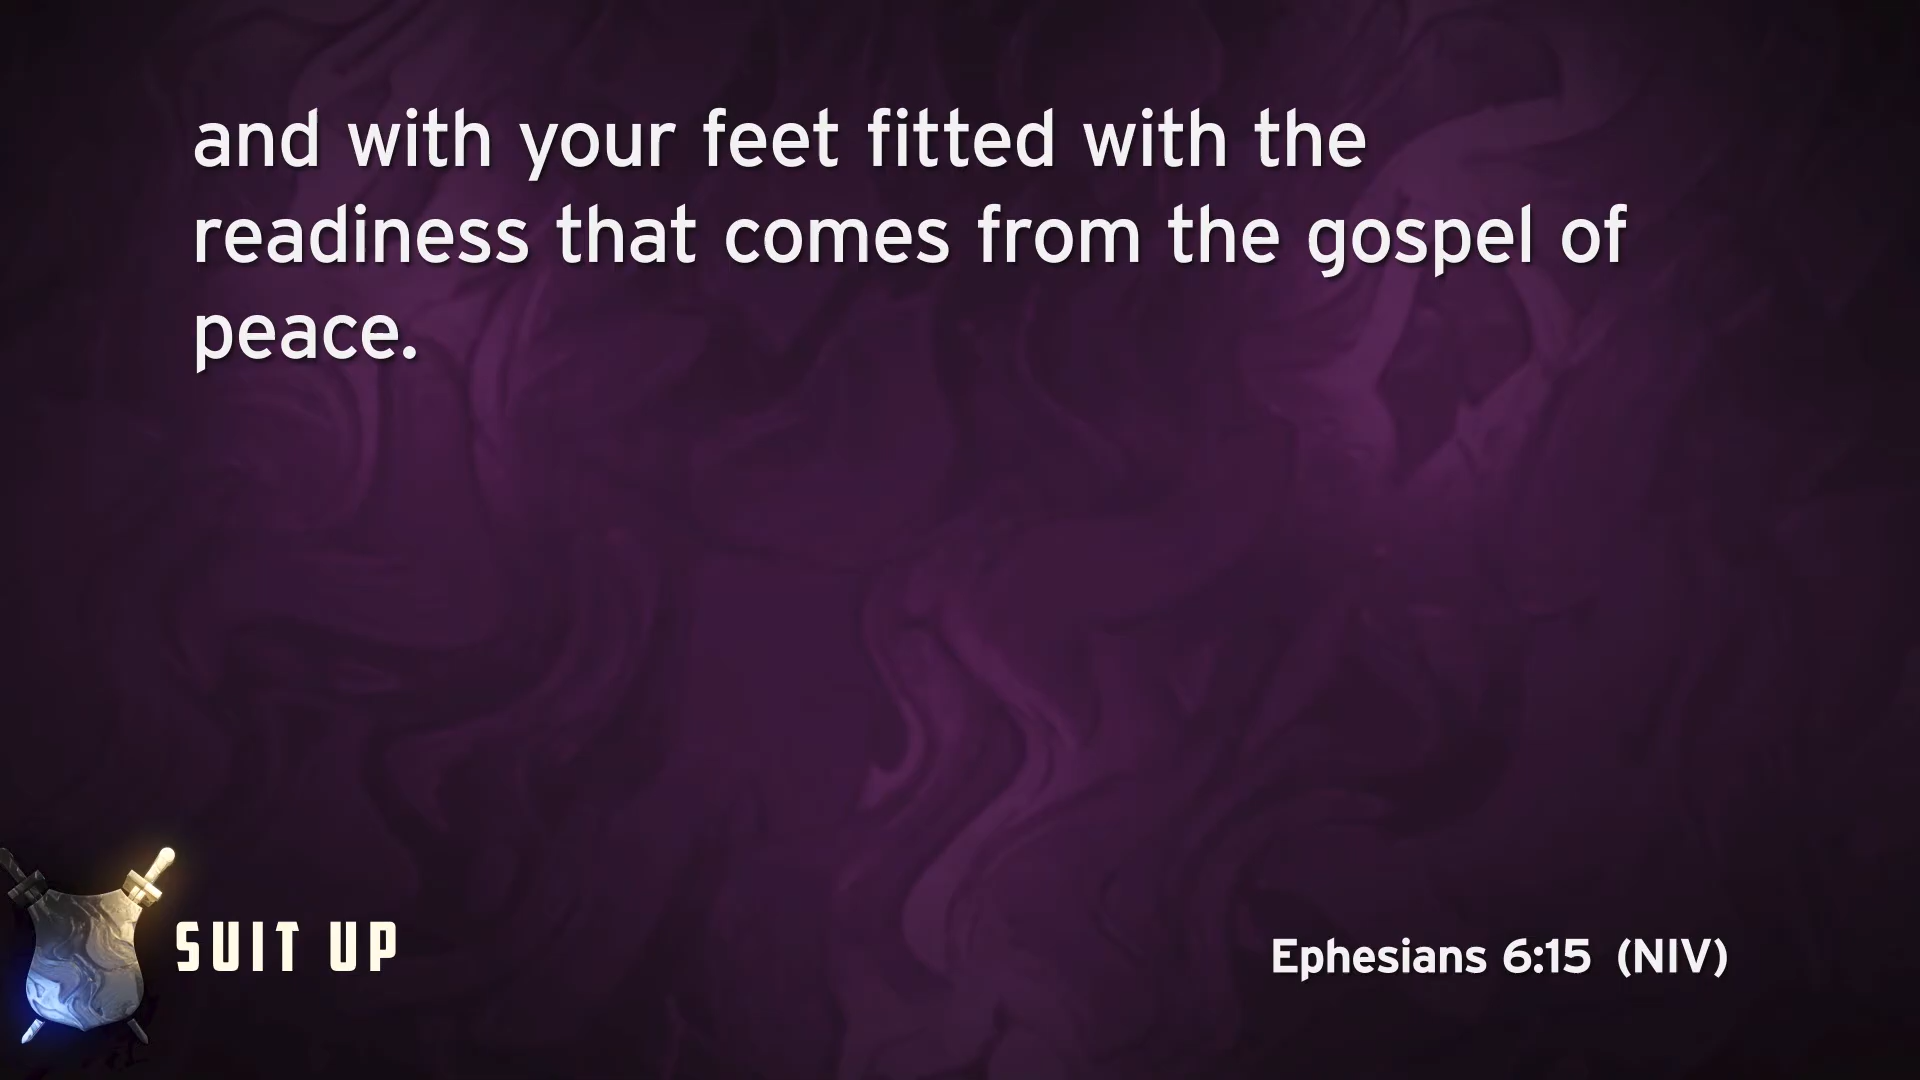 and with your feet fitted with the
readiness that comes from the gospel of
peace.
SUIT UP
Ephesians 6:15 (NIV)